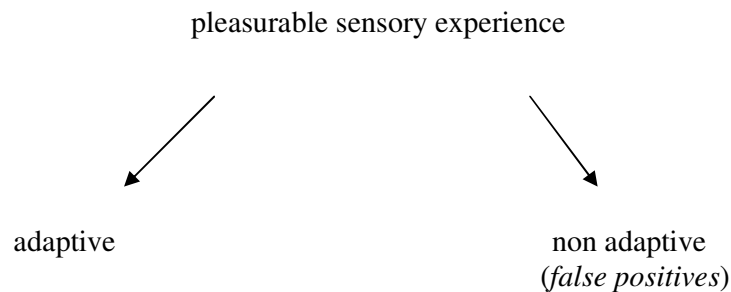 pleasurable sensory experience
adaptive
non adaptive
(false positives)